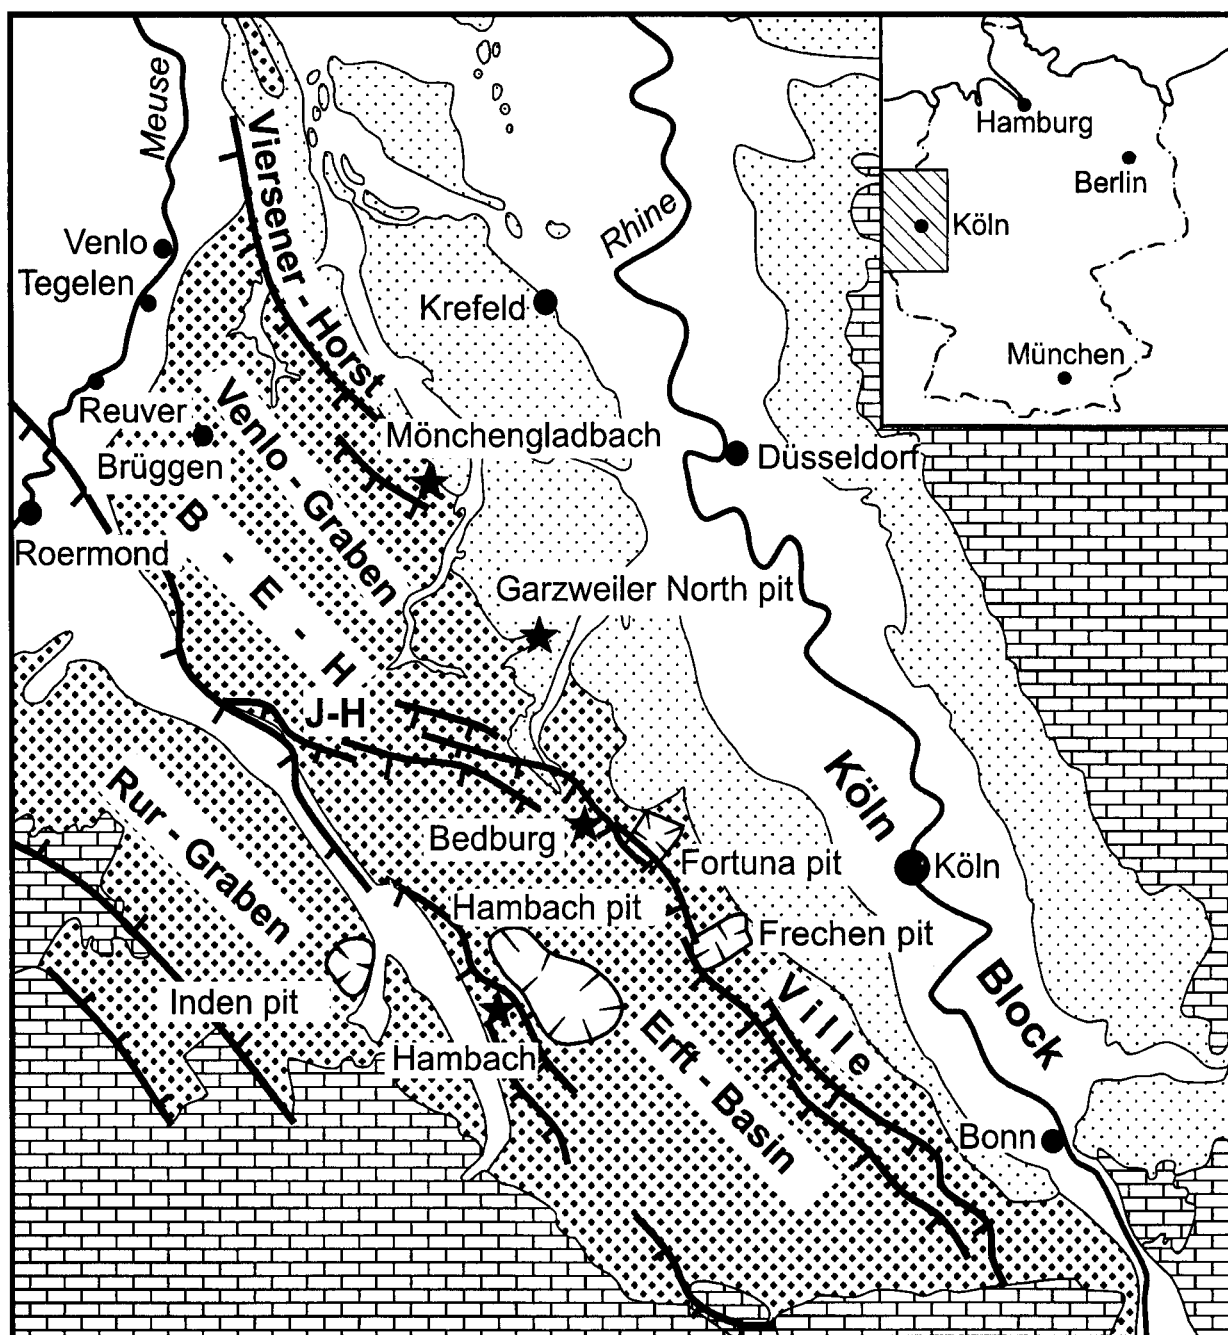 Meuse
Viersener - Horst
Rhine
Hamburg
Berlin
Köln
München
Venlo
Tegelen
Krefeld
Reuver
Brüggen
Venlo - Graben
Mönchengladbach
Düsseldorf
Roermond
B - E - H
Garzweiler North pit
J-H
Rur - Graben
Bedburg
Fortuna pit
Köln
Köln Block
Hambach pit
Frechen pit
Inden pit
Hambach
Ville
Erft - Basin
Bonn